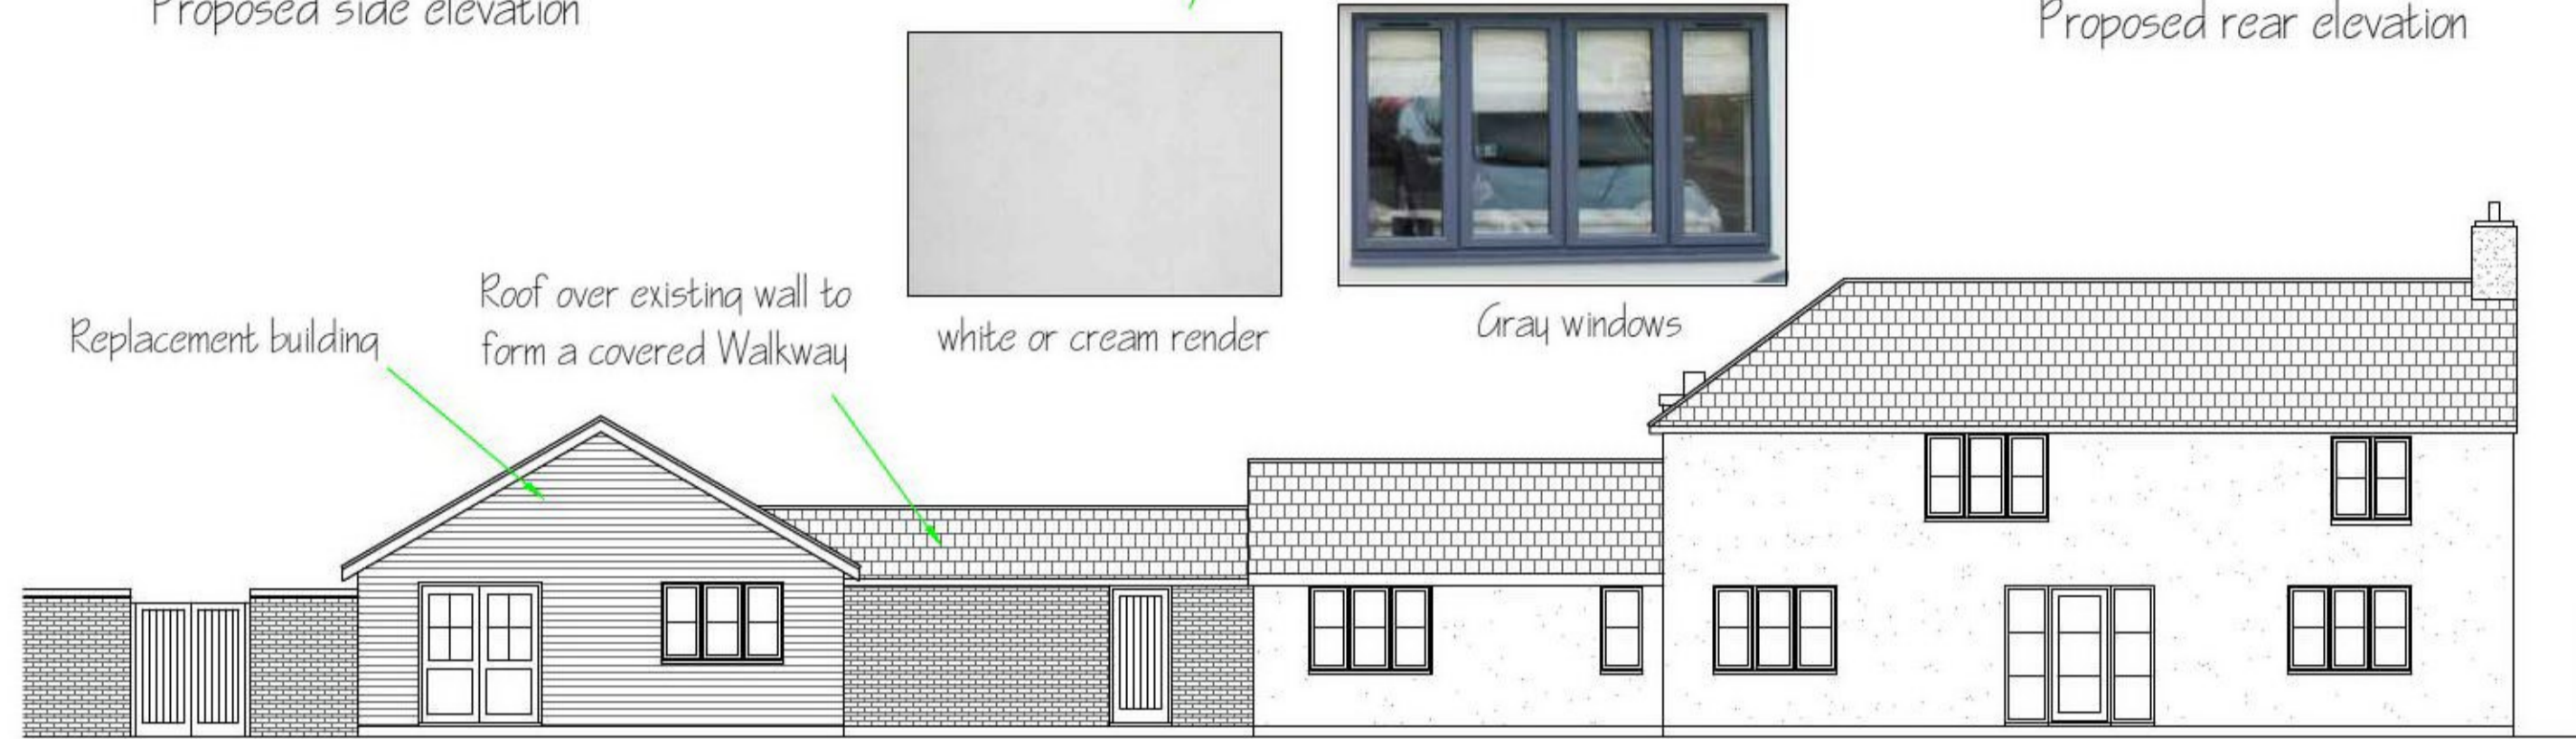 Proposed side elevation
Proposed rear elevation
Replacement building
Roof over existing wall to
form a covered Walkway
white or cream render
Gray windows